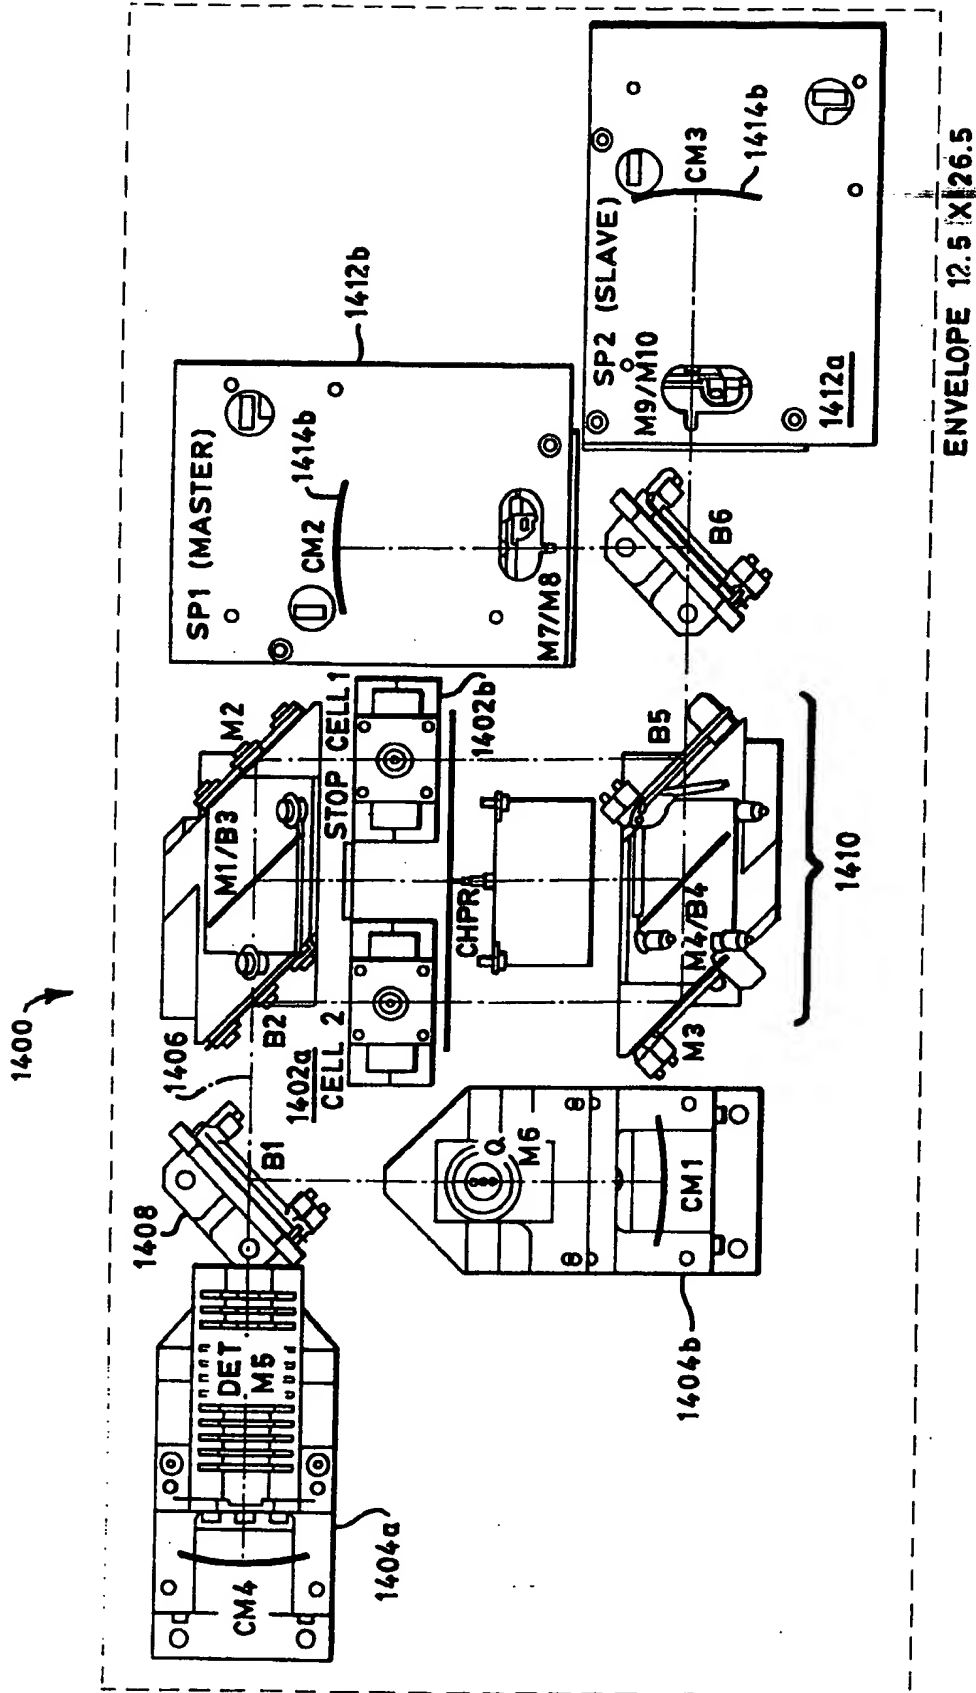 1400
1408
B1
1406
B2
M1/B3
M2
DET
M5
CM4
1404a
1402a
CELL 2
STOP
CELL1
1402b
CHPR
Q
M6
CM1
1404b
M3
M4/B4
B5
1410
SP1 (MASTER)
CM2
1414b
M7/M8
1412b
B6
SP2 (SLAVE)
M9/M10
CM3
1414b
1412a
ENVELOPE 12.5 X 26.5